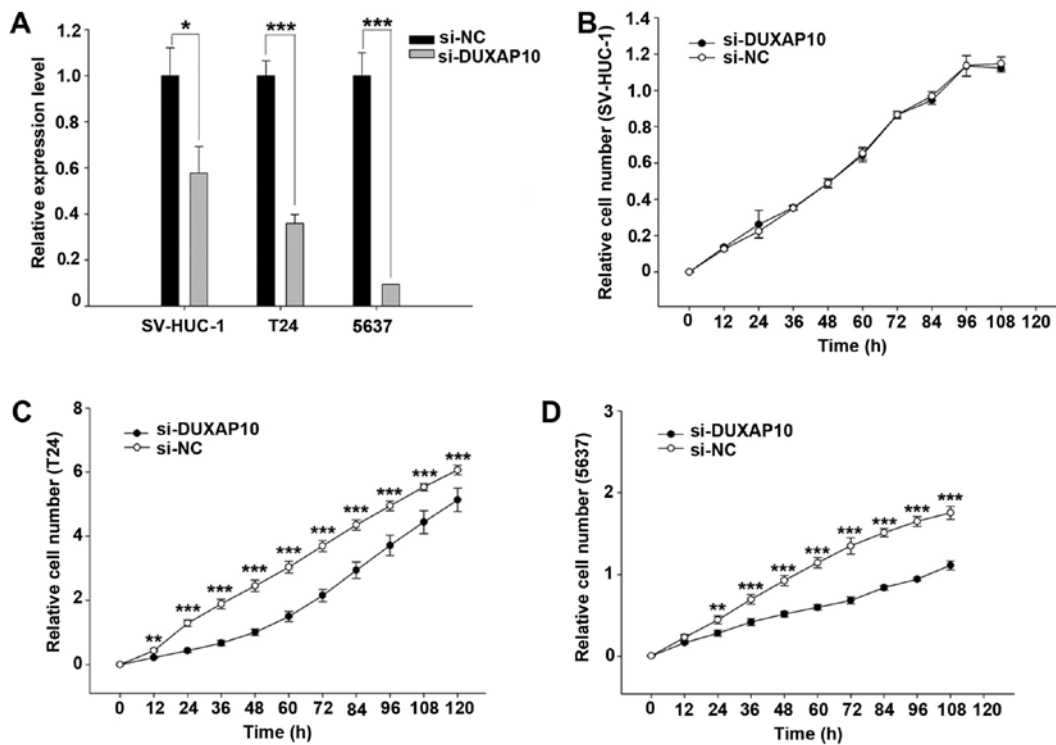 A
Relative expression level
1.2
1.0
0.8
0.6
0.4
0.2
0
* *** ***
si-NC
si-DUXAP10
SV-HUC-1 T24 5637
B
Relative cell number (SV-HUC-1)
1.4
1.2
1.0
0.8
0.6
0.4
0.2
0
si-DUXAP10
si-NC
0 12 24 36 48 60 72 84 96 108 120
Time (h)
C
Relative cell number (T24)
8
6
4
2
0
si-DUXAP10
si-NC
** *** *** *** *** *** *** *** *** ***
0 12 24 36 48 60 72 84 96 108 120
Time (h)
D
Relative cell number (5637)
3
2
1
0
si-DUXAP10
si-NC
** *** *** *** *** *** *** ***
0 12 24 36 48 60 72 84 96 108 120
Time (h)